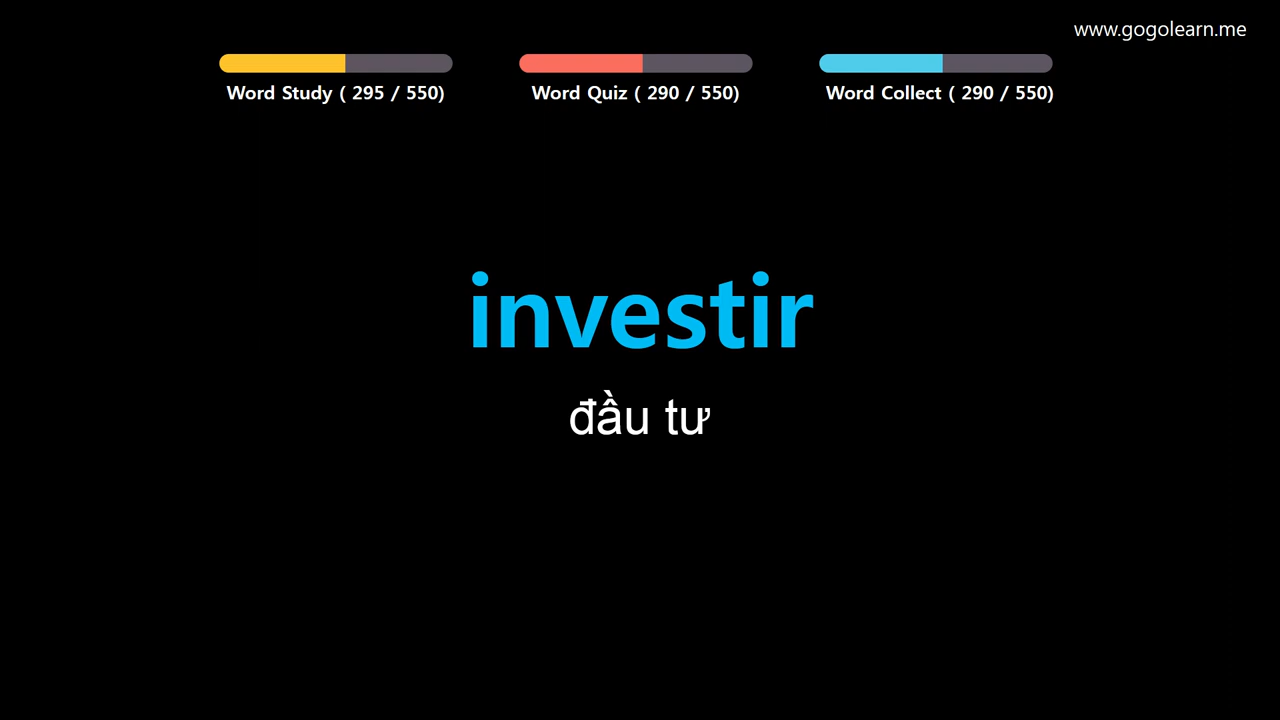 www.gogolearn.me
Word Study ( 295 / 550)
Word Quiz ( 290 / 550)
Word Collect ( 290 / 550)
investir
đầu tư